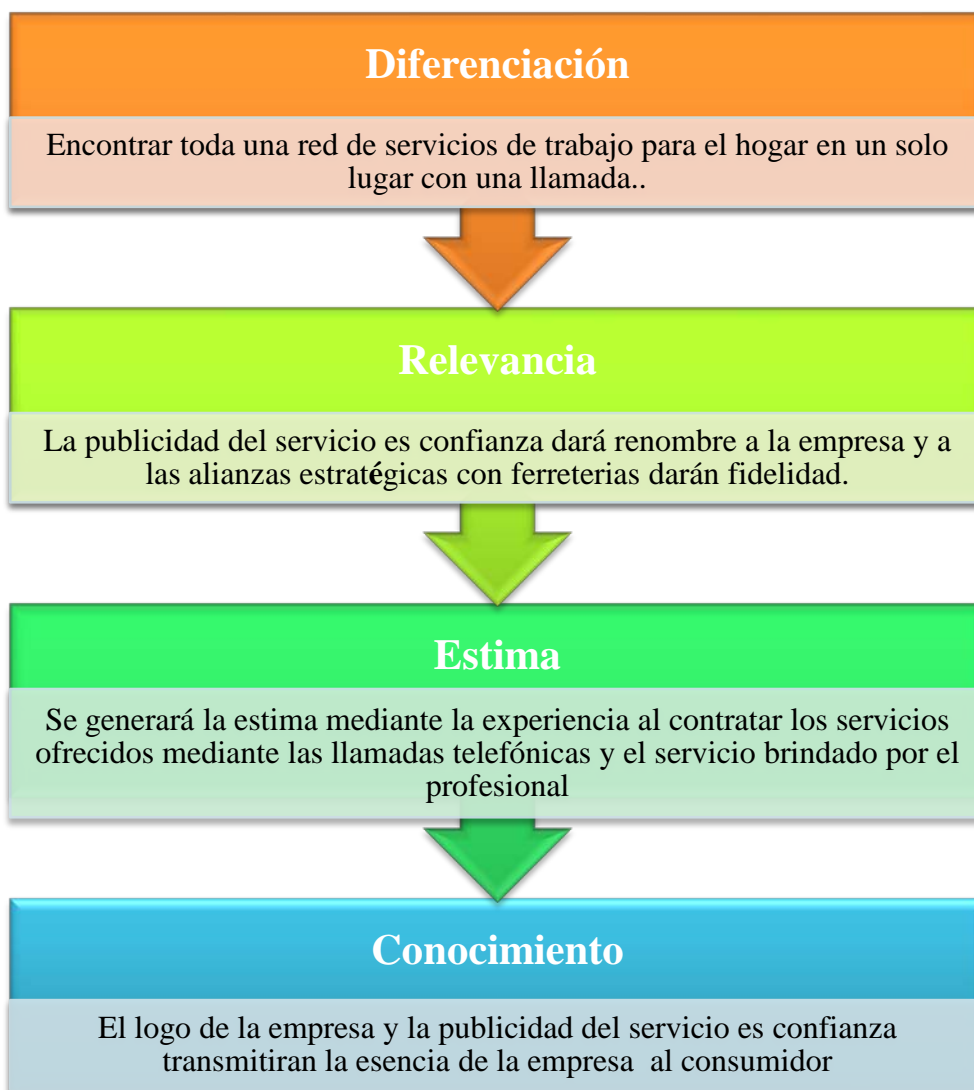 Diferenciación
Encontrar toda una red de servicios de trabajo para el hogar en un solo
lugar con una llamada..
Relevancia
La publicidad del servicio es confianza dará renombre a la empresa y a
las alianzas estratégicas con ferreterias darán fidelidad.
Estima
Se generará la estima mediante la experiencia al contratar los servicios
ofrecidos mediante las llamadas telefónicas y el servicio brindado por el
profesional
Conocimiento
El logo de la empresa y la publicidad del servicio es confianza
transmitiran la esencia de la empresa al consumidor